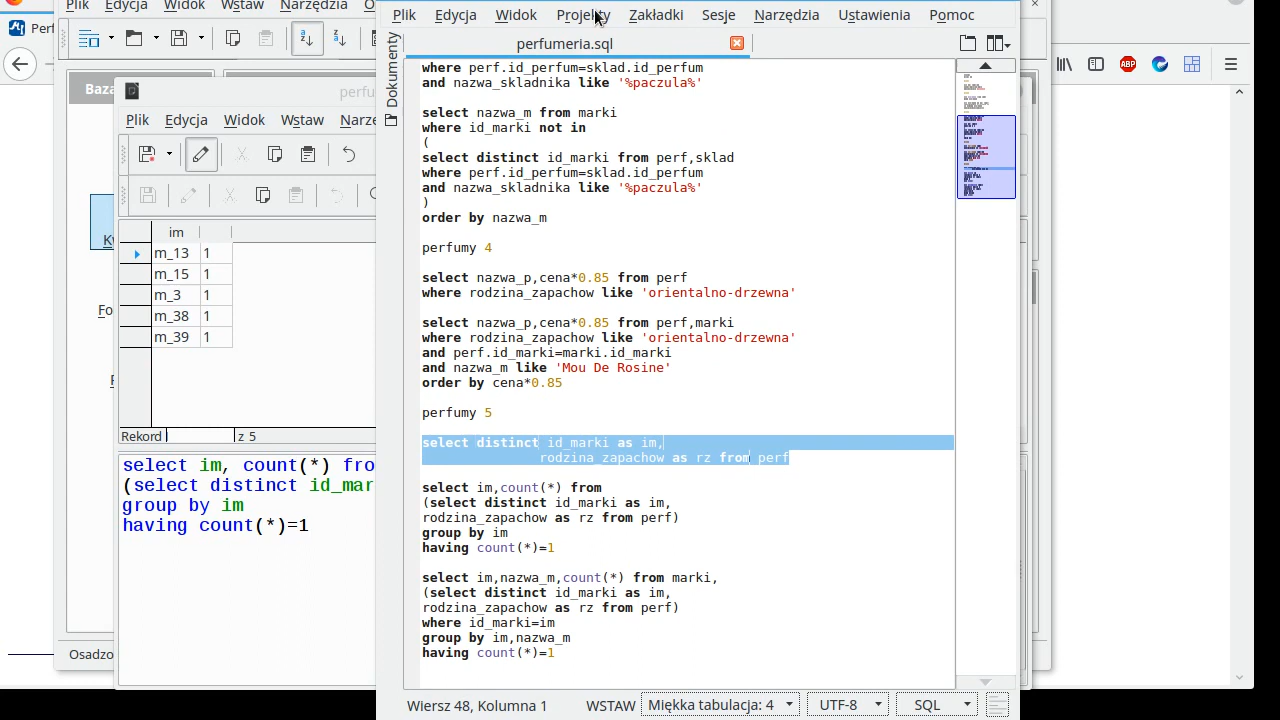 Edycja Widok Wstaw Narzędzia
Plik Edycja Widok Projekty Zakładki Sesje Narzędzia Ustawienia Pomoc
Perf
perfumeria.sql
ABP
Dokumenty
Baza
perfu
Plik Edycja Widok Wstaw Narzę
im
m_13 1
m_15 1
m_3 1
m_38 1
m_39 1
Rekord z 5
select im, count(*) fro
(select distinct id_mar
group by im
having count(*)=1
Kw
Fo
Osadzo
where perf.id_perfum=sklad.id_perfum
and nazwa_skladnika like '%paczula%'
select nazwa_m from marki
where id_marki not in
(
select distinct id_marki from perf,sklad
where perf.id_perfum=sklad.id_perfum
and nazwa_skladnika like '%paczula%'
)
order by nazwa_m
perfumy 4
select nazwa_p,cena*0.85 from perf
where rodzina_zapachow like 'orientalno-drzewna'
select nazwa_p,cena*0.85 from perf,marki
where rodzina_zapachow like 'orientalno-drzewna'
and perf.id_marki=marki.id_marki
and nazwa_m like 'Mou De Rosine'
order by cena*0.85
perfumy 5
select distinct id_marki as im,
rodzina_zapachow as rz from perf
select im,count(*) from
(select distinct id_marki as im,
rodzina_zapachow as rz from perf)
group by im
having count(*)=1
select im,nazwa_m,count(*) from marki,
(select distinct id_marki as im,
rodzina_zapachow as rz from perf)
where id_marki=im
group by im,nazwa_m
having count(*)=1
Wiersz 48, Kolumna 1 WSTAW Miękka tabulacja: 4 UTF-8 SQL